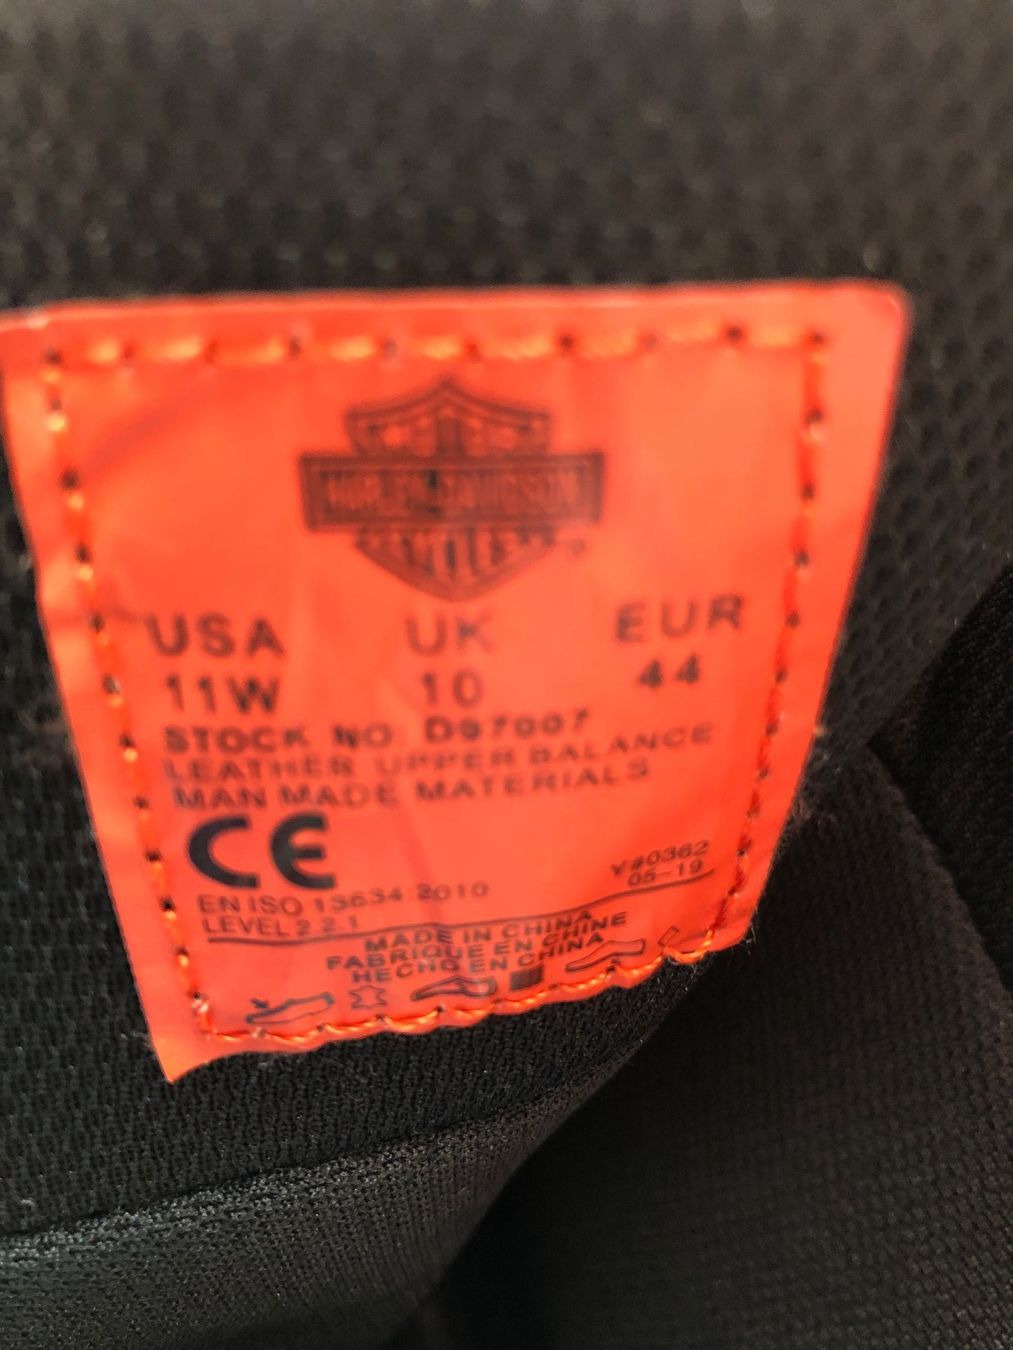 HARLEY-DAVIDSON
USA UK EUR
11W 10 44
STOCK NO: D97007
LEATHER UPPER BALANCE
MAN MADE MATERIALS
CE
Y#0362
05-19
EN ISO 13634:2010
LEVEL 2.2.1
MADE IN CHINA
FABRIQUE EN CHINE
HECHO EN CHINA